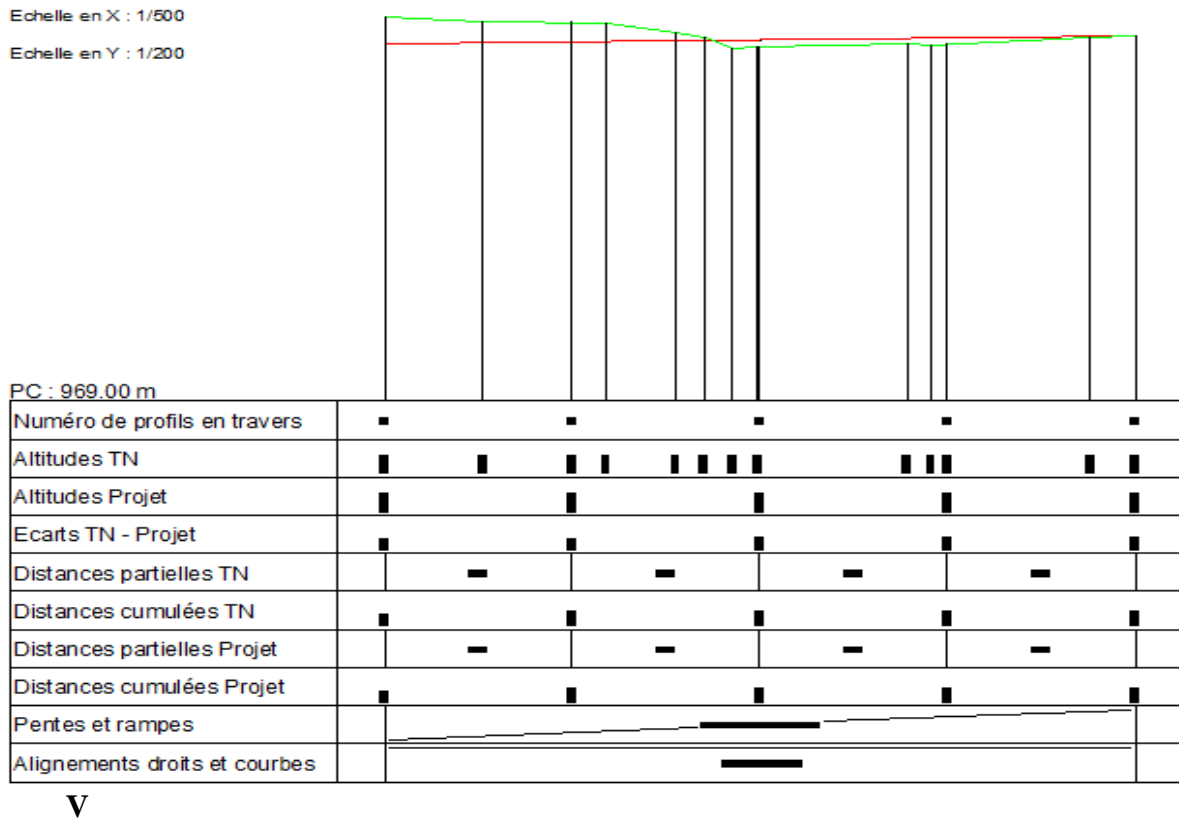 Echelle en X : 1/500
Echelle en Y : 1/200
PC : 969.00 m
Numéro de profils en travers
Altitudes TN
Altitudes Projet
Ecarts TN - Projet
Distances partielles TN
Distances cumulées TN
Distances partielles Projet
Distances cumulées Projet
Pentes et rampes
Alignements droits et courbes
V